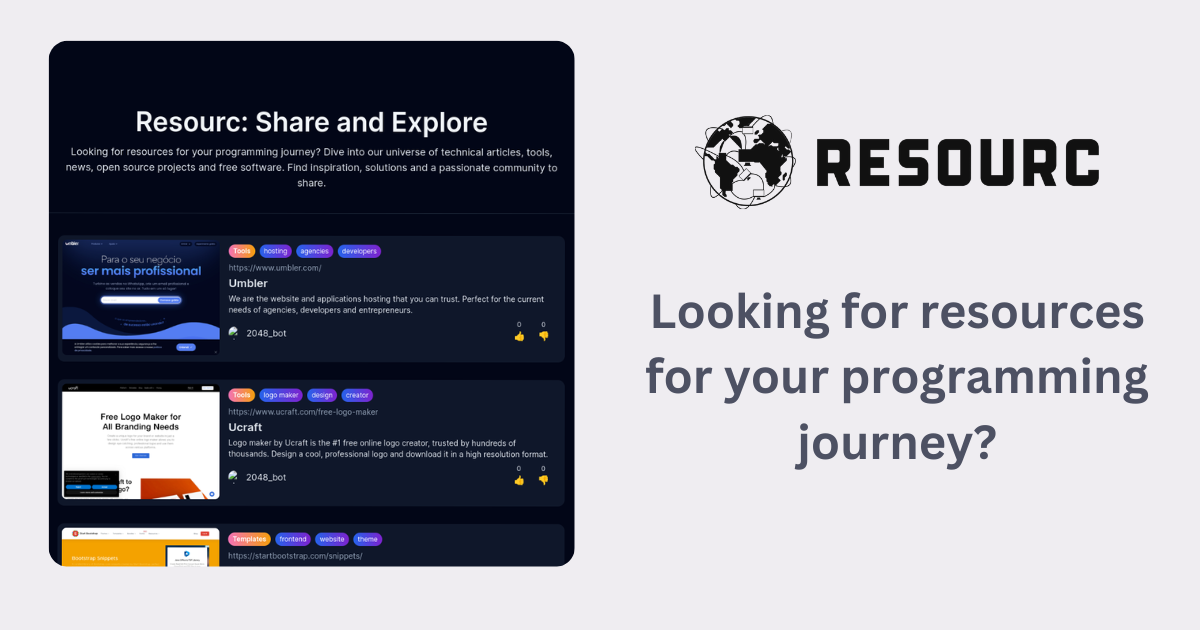 Resourc: Share and Explore
Looking for resources for your programming journey? Dive into our universe of technical articles, tools,
news, open source projects and free software. Find inspiration, solutions and a passionate community to
share.
umbler
Para o seu negócio
ser mais profissional
Tools hosting agencies developers
https://www.umbler.com/
Umbler
We are the website and applications hosting that you can trust. Perfect for the current
needs of agencies, developers and entrepreneurs.
2048_bot
0 0
ucraft
Free Logo Maker for
All Branding Needs
Tools logo maker design creator
https://www.ucraft.com/free-logo-maker
Ucraft
Logo maker by Ucraft is the #1 free online logo creator, trusted by hundreds of
thousands. Design a cool, professional logo and download it in a high resolution format.
2048_bot
0 0
Bootstrap Snippets
Templates frontend website theme
https://startbootstrap.com/snippets/
RESOURC
Looking for resources
for your programming
journey?